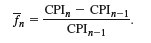 f̄ₙ = (CPIₙ − CPIₙ₋₁) / CPIₙ₋₁.